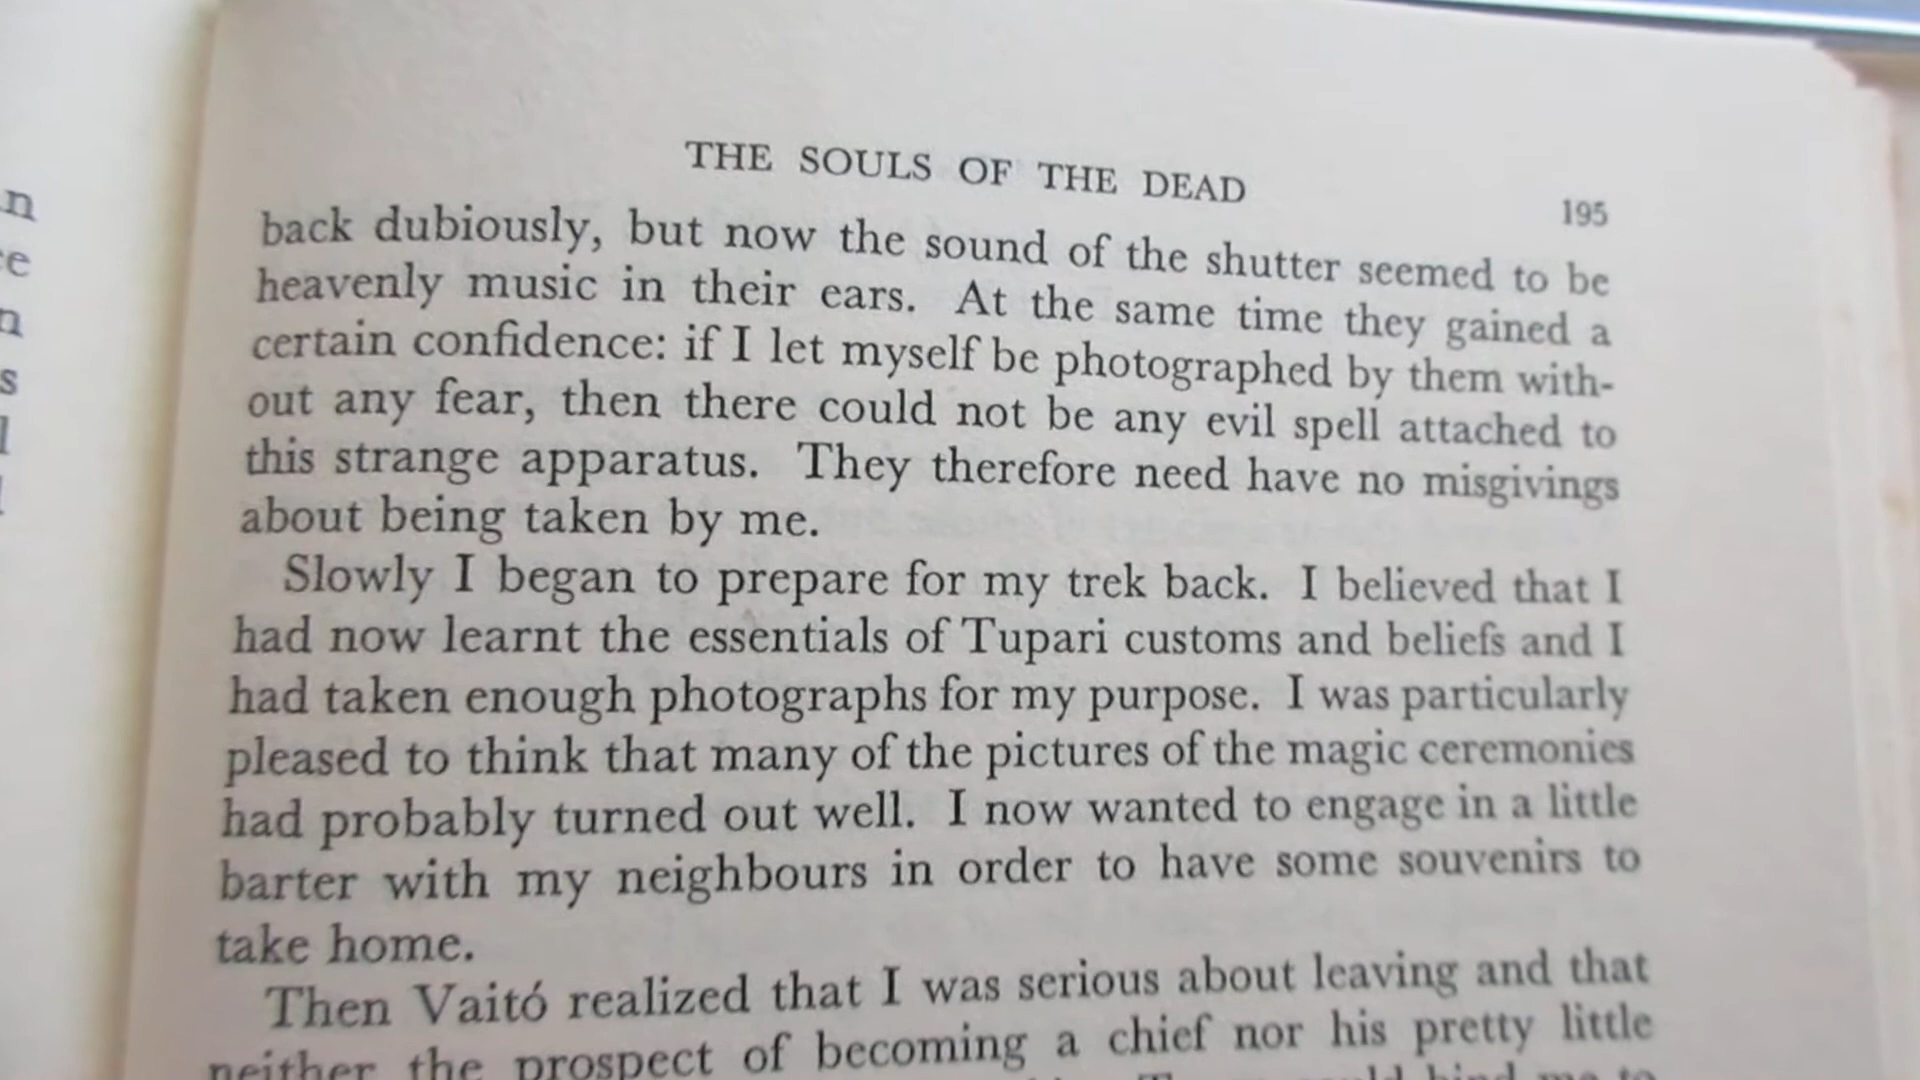 THE SOULS OF THE DEAD 195
back dubiously, but now the sound of the shutter seemed to be
heavenly music in their ears. At the same time they gained a
certain confidence: if I let myself be photographed by them with-
out any fear, then there could not be any evil spell attached to
this strange apparatus. They therefore need have no misgivings
about being taken by me.
Slowly I began to prepare for my trek back. I believed that I
had now learnt the essentials of Tupari customs and beliefs and I
had taken enough photographs for my purpose. I was particularly
pleased to think that many of the pictures of the magic ceremonies
had probably turned out well. I now wanted to engage in a little
barter with my neighbours in order to have some souvenirs to
take home.
Then Vaitó realized that I was serious about leaving and that
neither the prospect of becoming a chief nor his pretty little